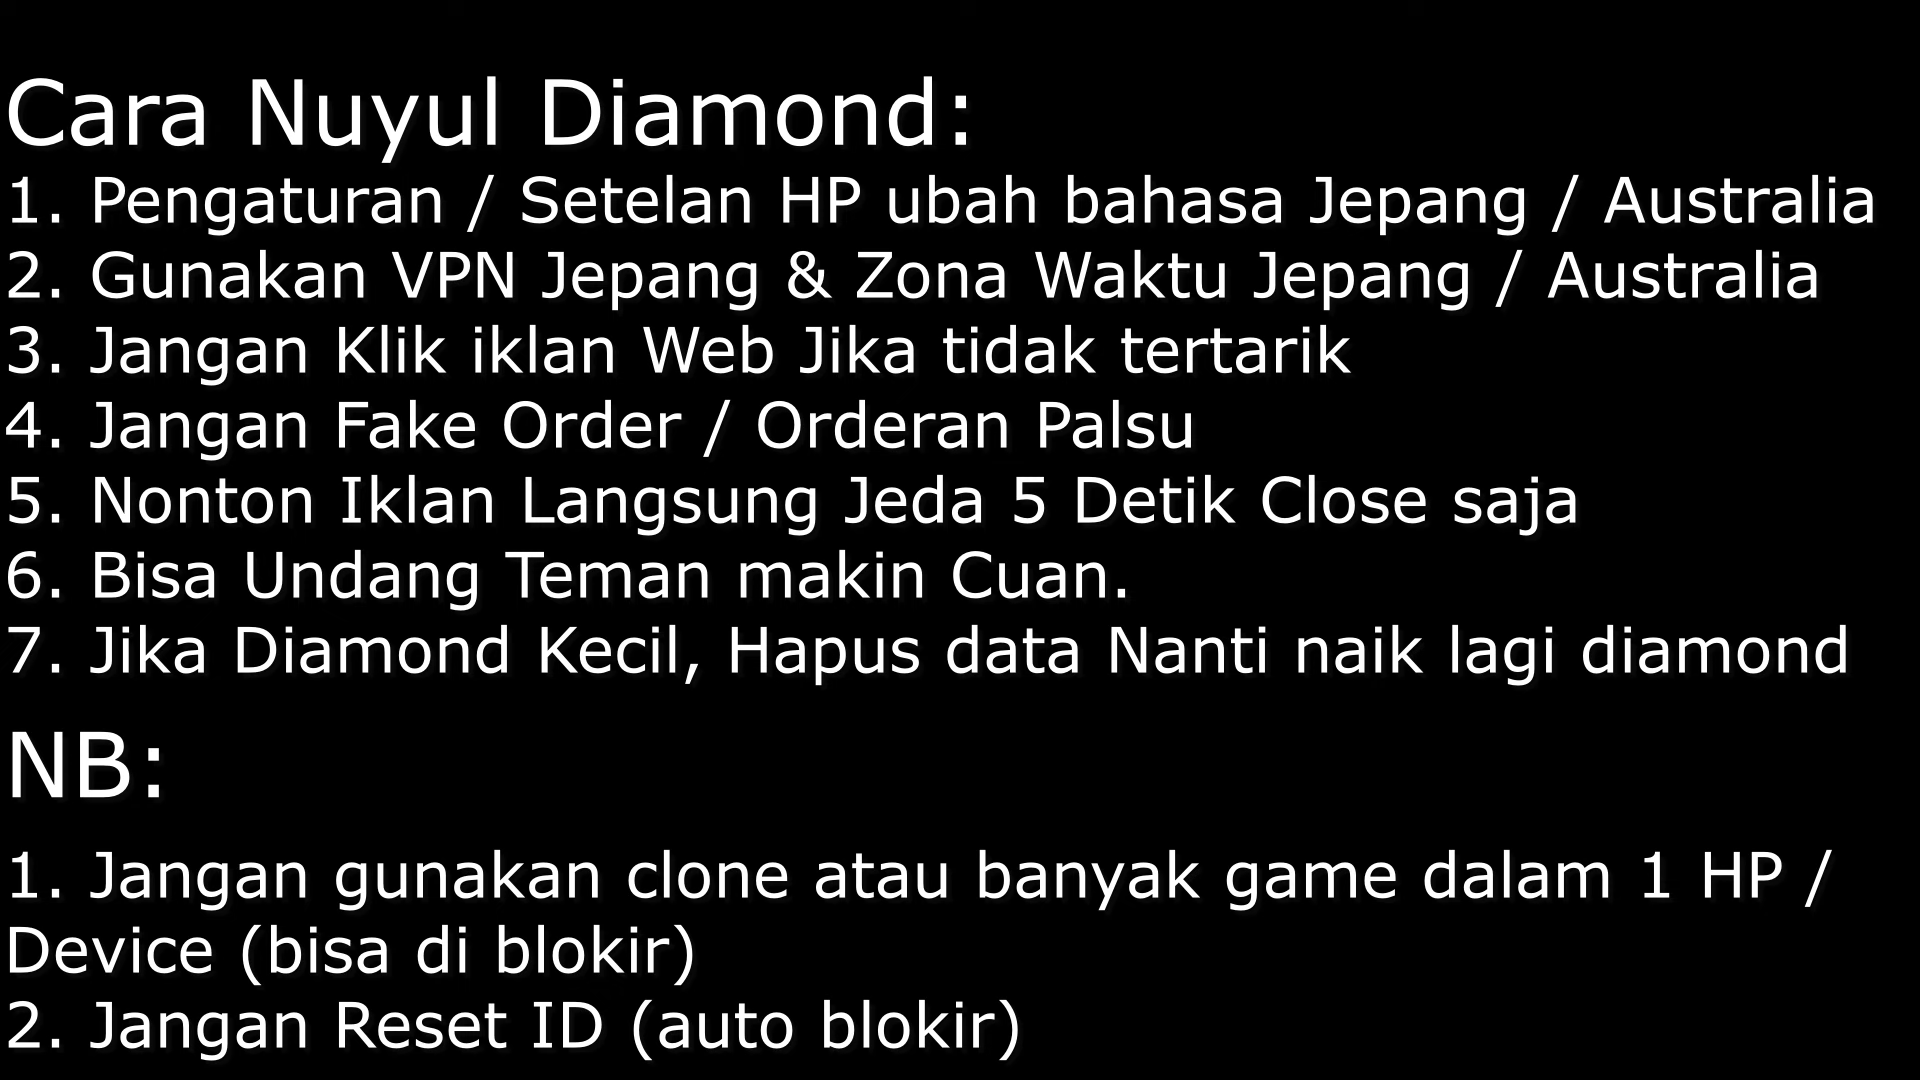 Cara Nuyul Diamond:
1. Pengaturan / Setelan HP ubah bahasa Jepang / Australia
2. Gunakan VPN Jepang & Zona Waktu Jepang / Australia
3. Jangan Klik iklan Web Jika tidak tertarik
4. Jangan Fake Order / Orderan Palsu
5. Nonton Iklan Langsung Jeda 5 Detik Close saja
6. Bisa Undang Teman makin Cuan.
7. Jika Diamond Kecil, Hapus data Nanti naik lagi diamond
NB:
1. Jangan gunakan clone atau banyak game dalam 1 HP /
Device (bisa di blokir)
2. Jangan Reset ID (auto blokir)